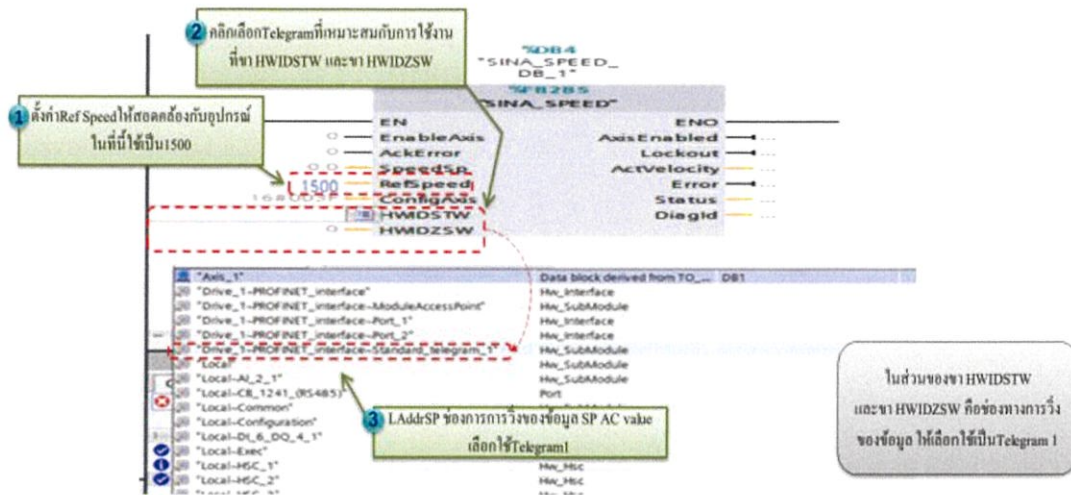 2
คลิกเลือกTelegramที่เหมาะสมกับการใช้งาน
ที่ขา HWIDSTW และขา HWIDZSW
%DB4
"SINA_SPEED_
DB_1"
%FB285
"SINA_SPEED"
1
ตั้งค่าRef Speedให้สอดคล้องกับอุปกรณ์
ในที่นี้ใช้เป็น1500
EN ENO
EnableAxis AxisEnabled
AckError Lockout
SpeedSp ActVelocity
1500 RefSpeed Error
ConfigAxis Status
HWIDSTW DiagId
HWIDZSW
"Axis_1" Data block derived from TO_... DB1
"Drive_1~PROFINET_interface" Hw_Interface
"Drive_1~PROFINET_interface~ModuleAccessPoint" Hw_SubModule
"Drive_1~PROFINET_interface~Port_1" Hw_Interface
"Drive_1~PROFINET_interface~Port_2" Hw_Interface
"Drive_1~PROFINET_interface~Standard_telegram_1" Hw_SubModule
"Local" Hw_SubModule
"Local~AI_2_1" Hw_SubModule
"Local~CB_1241_(RS485)" Port
"Local~Common"
"Local~Configuration"
"Local~DI_6_DQ_4_1"
"Local~Exec"
"Local~HSC_1" Hw_Hsc
"Local~HSC_2" Hw_Hsc
3
LAddrSP ช่องการการวิ่งของข้อมูล SP AC value
เลือกใช้Telegram1
ในส่วนของขา HWIDSTW
และขา HWIDZSW คือช่องทางการวิ่ง
ของข้อมูล ให้เลือกใช้เป็นTelegram 1